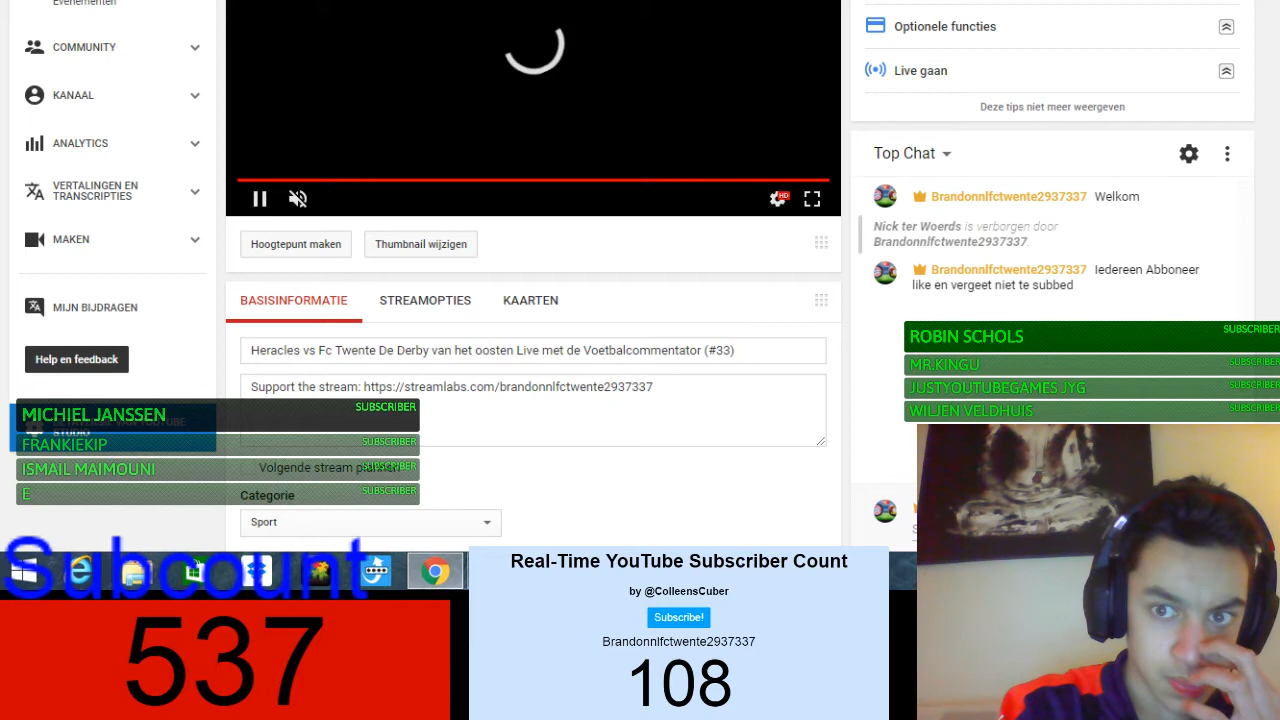 Evenementen
COMMUNITY
KANAAL
ANALYTICS
VERTALINGEN EN
TRANSCRIPTIES
MAKEN
MIJN BIJDRAGEN
Help en feedback
STUDIO
MICHIEL JANSSEN SUBSCRIBER
FRANKIEKIP SUBSCRIBER
ISMAIL MAIMOUNI SUBSCRIBER
E SUBSCRIBER
HD
Hoogtepunt maken
Thumbnail wijzigen
BASISINFORMATIE STREAMOPTIES KAARTEN
Heracles vs Fc Twente De Derby van het oosten Live met de Voetbalcommentator (#33)
Support the stream: https://streamlabs.com/brandonnlfctwente2937337
Volgende stream
Categorie
Sport
Optionele functies
Live gaan
Deze tips niet meer weergeven
Top Chat
Brandonnlfctwente2937337 Welkom
Nick ter Woerds is verborgen door
Brandonnlfctwente2937337.
Brandonnlfctwente2937337 Iedereen Abboneer
like en vergeet niet te subbed
ROBIN SCHOLS SUBSCRIBER
MR.KINGU SUBSCRIBER
JUSTYOUTUBEGAMES JYG SUBSCRIBER
WILJEN VELDHUIS SUBSCRIBER
Subcount
537
Real-Time YouTube Subscriber Count
by @ColleensCuber
Subscribe!
Brandonnlfctwente2937337
108